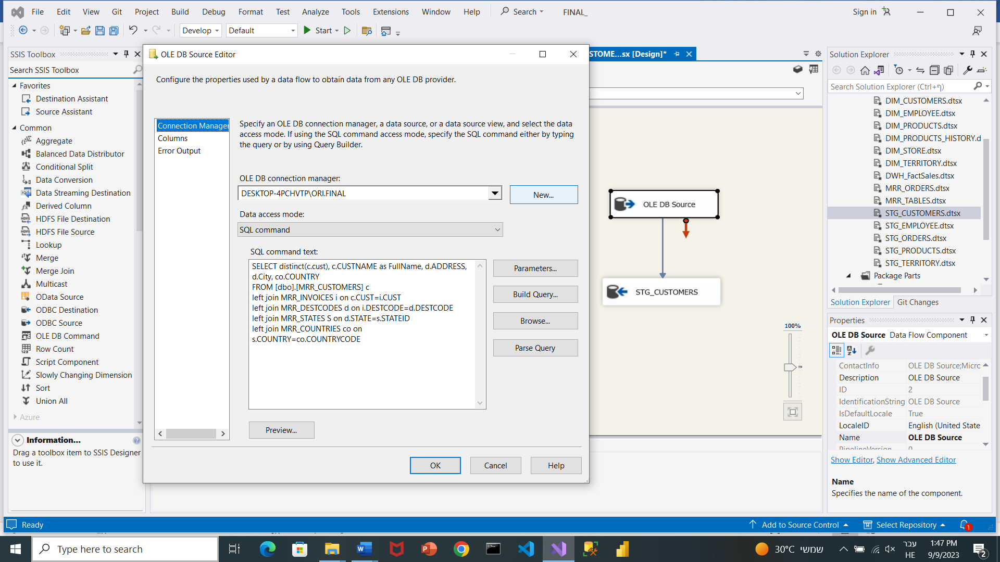 File Edit View Git Project Build Debug Format Test Analyze Tools Extensions Window Help Search FINAL_ Sign in
Develop Default Start
SSIS Toolbox
Search SSIS Toolbox
Favorites
Destination Assistant
Source Assistant
Common
Aggregate
Balanced Data Distributor
Conditional Split
Data Conversion
Data Streaming Destination
Derived Column
HDFS File Destination
HDFS File Source
Lookup
Merge
Merge Join
Multicast
OData Source
ODBC Destination
ODBC Source
OLE DB Command
Row Count
Script Component
Slowly Changing Dimension
Sort
Union All
Azure
Information...
Drag a toolbox item to SSIS Designer
to use it.
OLE DB Source Editor
Configure the properties used by a data flow to obtain data from any OLE DB provider.
Connection Manager
Columns
Error Output
Specify an OLE DB connection manager, a data source, or a data source view, and select the data
access mode. If using the SQL command access mode, specify the SQL command either by typing
the query or by using Query Builder.
OLE DB connection manager:
DESKTOP-4PCHVTP\ORI.FINAL
New...
Data access mode:
SQL command
SQL command text:
SELECT distinct(c.cust), c.CUSTNAME as FullName, d.ADDRESS,
d.City, co.COUNTRY
FROM [dbo].[MRR_CUSTOMERS] c
left join MRR_INVOICES i on c.CUST=i.CUST
left join MRR_DESTCODES d on i.DESTCODE=d.DESTCODE
left join MRR_STATES S on d.STATE=s.STATEID
left join MRR_COUNTRIES co on
s.COUNTRY=co.COUNTRYCODE
Parameters...
Build Query...
Browse...
Parse Query
Preview...
OK Cancel Help
STOME...sx [Design]*
OLE DB Source
STG_CUSTOMERS
100%
Solution Explorer
Search Solution Explorer (Ctrl+ף)
DIM_CUSTOMERS.dtsx
DIM_EMPLOYEE.dtsx
DIM_PRODUCTS.dtsx
DIM_PRODUCTS_HISTORY.d
DIM_STORE.dtsx
DIM_TERRITORY.dtsx
DWH_FactSales.dtsx
MRR_ORDERS.dtsx
MRR_TABLES.dtsx
STG_CUSTOMERS.dtsx
STG_EMPLOYEE.dtsx
STG_ORDERS.dtsx
STG_PRODUCTS.dtsx
STG_TERRITORY.dtsx
Package Parts
Solution Explorer Git Changes
Properties
OLE DB Source Data Flow Component
ContactInfo OLE DB Source;Micro
Description OLE DB Source
ID 2
IdentificationString OLE DB Source
IsDefaultLocale True
LocaleID English (United State
Name OLE DB Source
PipelineVersion 0
Show Editor, Show Advanced Editor
Name
Specifies the name of the component.
Ready
Add to Source Control Select Repository 1
Type here to search
30°C שמשי
עבר
HE
1:47 PM
9/9/2023
2